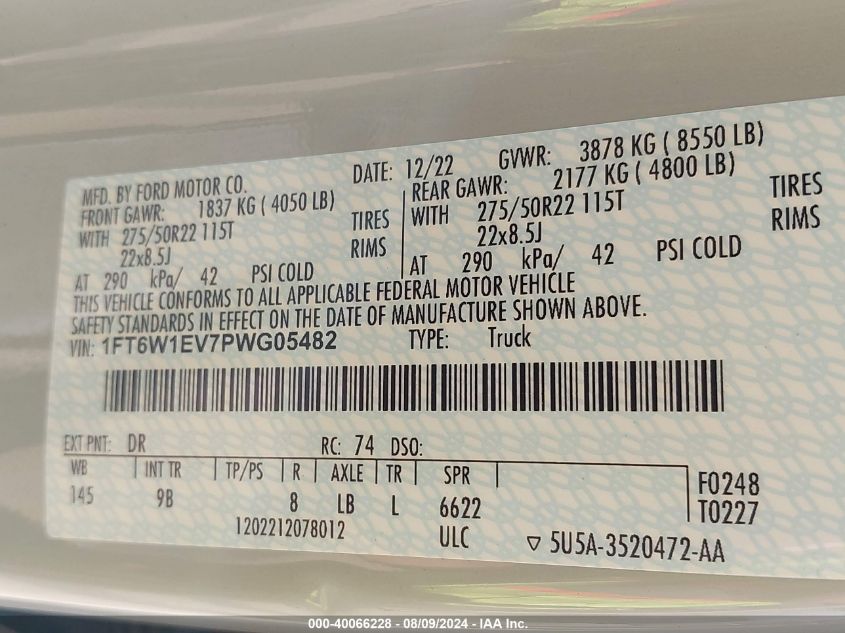 MFD. BY FORD MOTOR CO. DATE: 12/22 GVWR: 3878 KG ( 8550 LB)
FRONT GAWR: 1837 KG ( 4050 LB) REAR GAWR: 2177 KG ( 4800 LB)
WITH 275/50R22 115T TIRES WITH 275/50R22 115T TIRES
22x8.5J RIMS 22x8.5J RIMS
AT 290 kPa/ 42 PSI COLD AT 290 kPa/ 42 PSI COLD
THIS VEHICLE CONFORMS TO ALL APPLICABLE FEDERAL MOTOR VEHICLE
SAFETY STANDARDS IN EFFECT ON THE DATE OF MANUFACTURE SHOWN ABOVE.
VIN: 1FT6W1EV7PWG05482 TYPE: Truck
EXT PNT: DR RC: 74 DSO:
WB INT TR TP/PS R AXLE TR SPR F0248
145 9B 8 LB L 6622 T0227
1202212078012 ULC ▽ 5U5A-3520472-AA
000-40066228 - 08/09/2024 - IAA Inc.